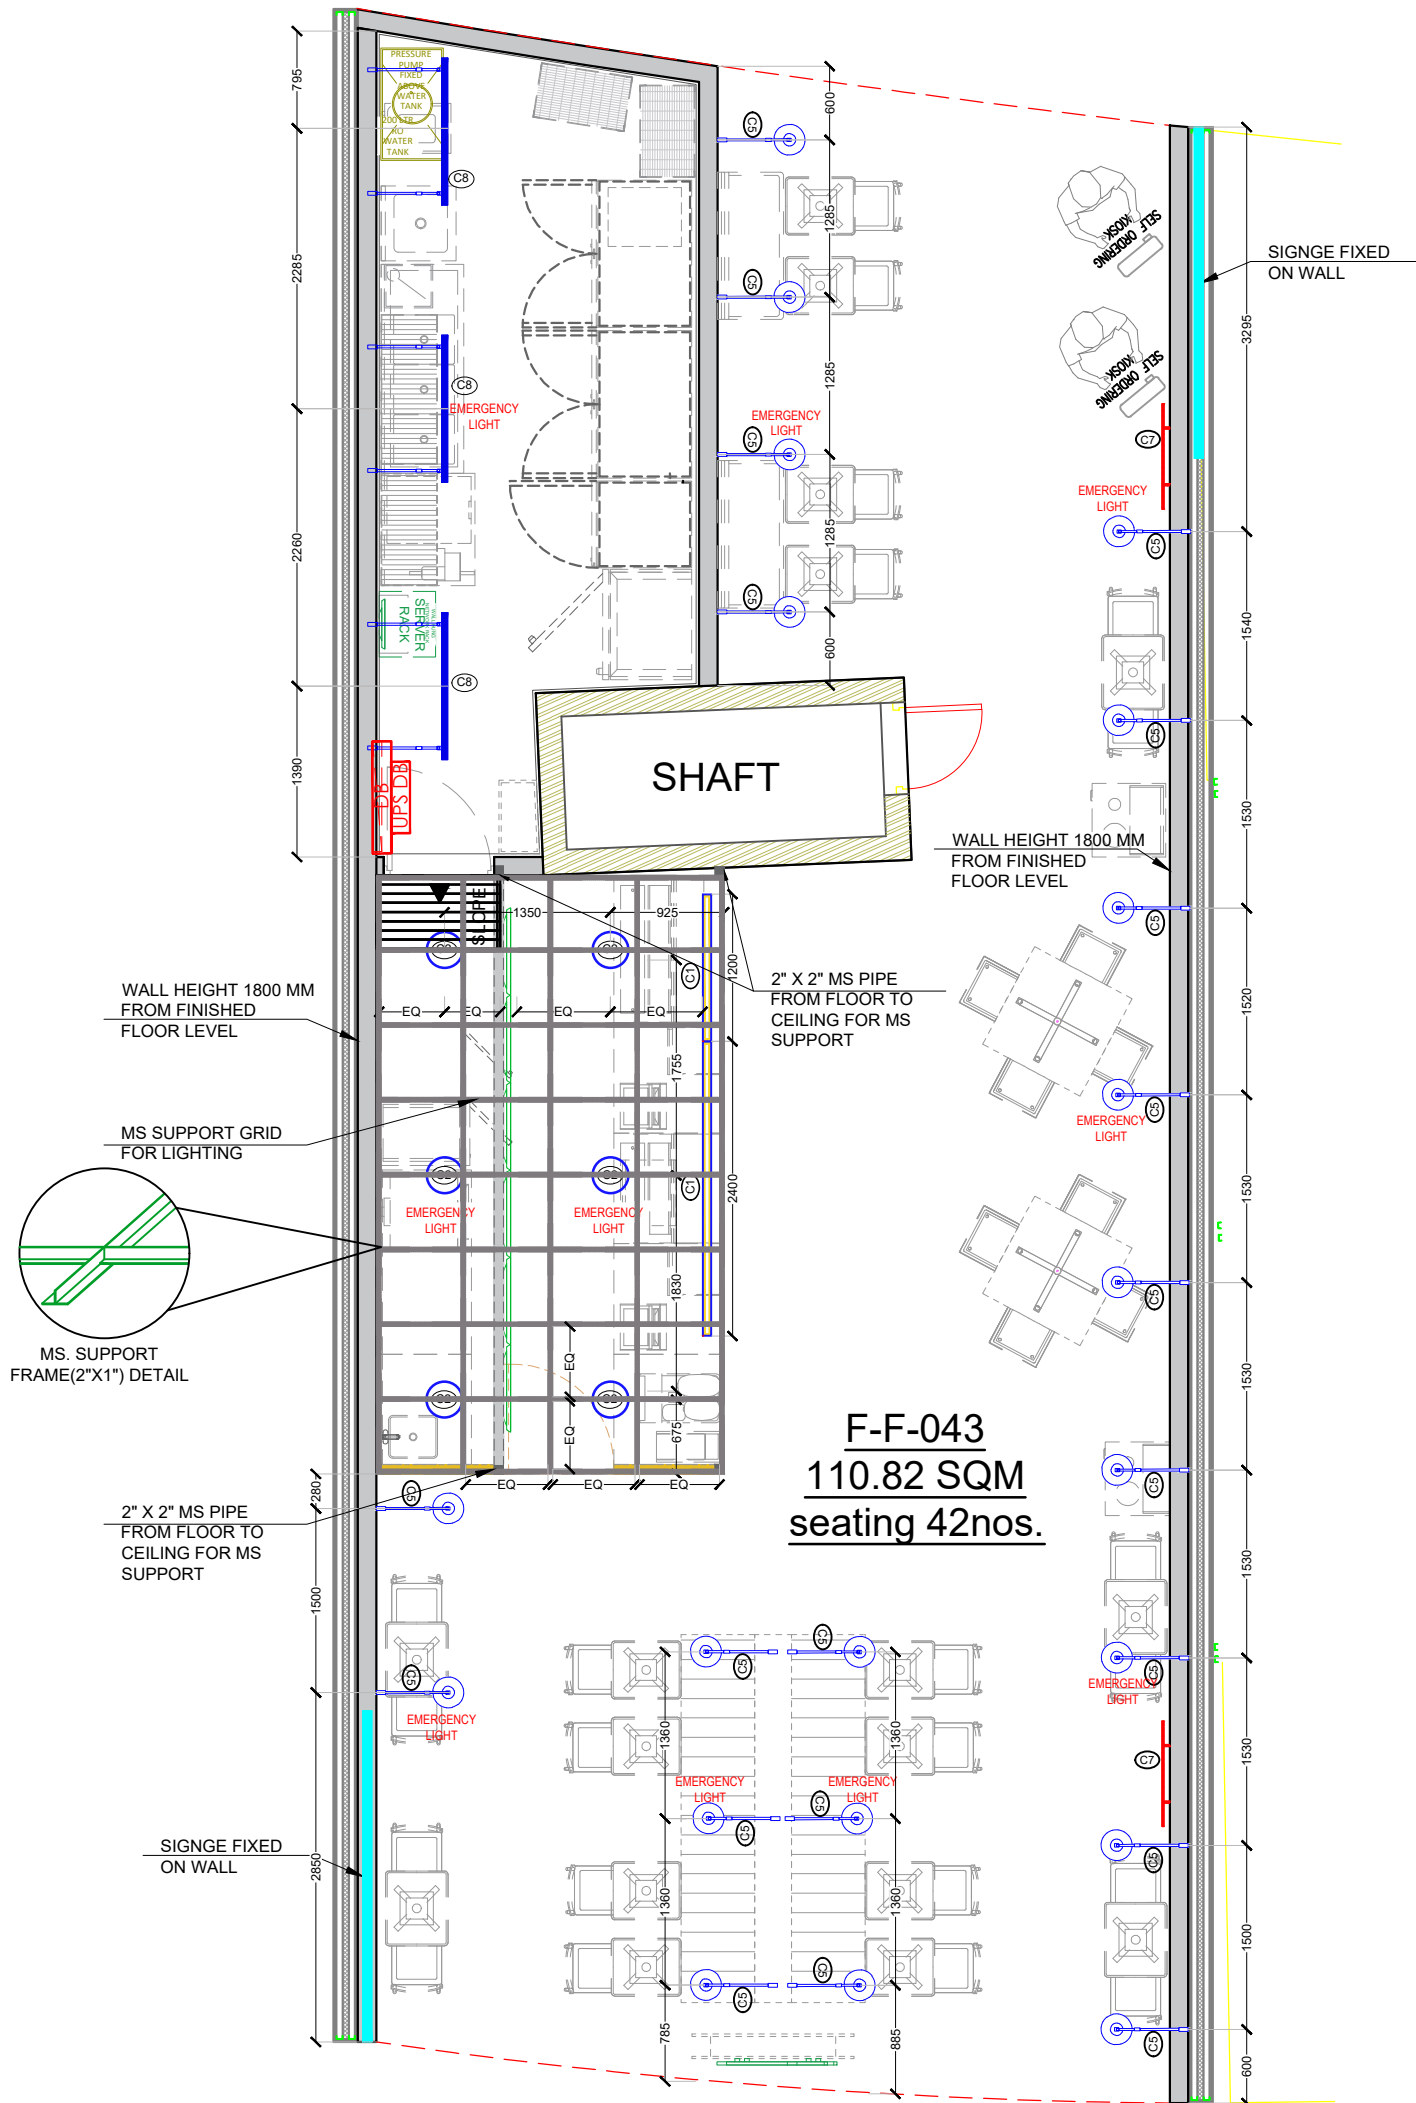 PRESSURE
PUMP
FIXED
ABOVE
WATER
TANK
200 LTR
RO
WATER
TANK
795
2285
2260
1390
C8
C8
C8
EMERGENCY
LIGHT
SERVER
RACK
DB
UPS DB
600
1285
1285
1285
600
C5
C5
C5
C5
EMERGENCY
LIGHT
SELF ORDERING
KIOSK
SELF ORDERING
KIOSK
SIGNGE FIXED
ON WALL
C7
EMERGENCY
LIGHT
3295
1540
1530
1520
1530
1530
1530
1530
1500
600
C5
C5
C5
C5
C5
C5
C5
C5
C5
SHAFT
WALL HEIGHT 1800 MM
FROM FINISHED
FLOOR LEVEL
SLOPE
1350
925
1200
C1
EQ
EQ
EQ
EQ
1755
2" X 2" MS PIPE
FROM FLOOR TO
CEILING FOR MS
SUPPORT
WALL HEIGHT 1800 MM
FROM FINISHED
FLOOR LEVEL
MS SUPPORT GRID
FOR LIGHTING
EMERGENCY
LIGHT
C1
2400
EMERGENCY
LIGHT
EMERGENCY
LIGHT
1830
MS. SUPPORT
FRAME(2"X1") DETAIL
EQ
EQ
675
EQ
EQ
EQ
F-F-043
110.82 SQM
seating 42nos.
280
1500
2850
C5
C5
2" X 2" MS PIPE
FROM FLOOR TO
CEILING FOR MS
SUPPORT
EMERGENCY
LIGHT
SIGNGE FIXED
ON WALL
C5
C5
1360
1360
EMERGENCY
LIGHT
EMERGENCY
LIGHT
C5
C5
1360
1360
C5
C5
785
885
EMERGENCY
LIGHT
C7